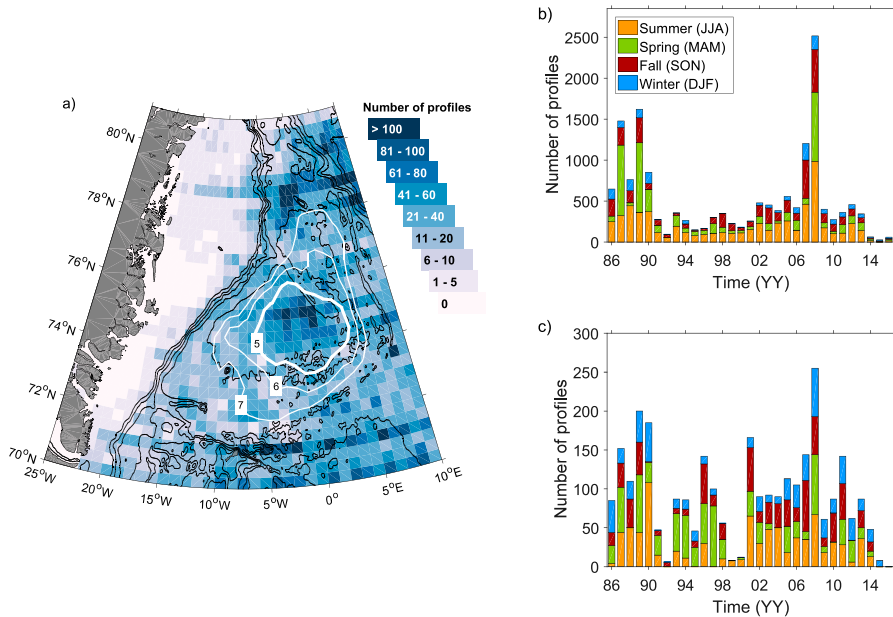 a)
Number of profiles
> 100
81 - 100
61 - 80
41 - 60
21 - 40
11 - 20
6 - 10
1 - 5
0
80°N
78°N
76°N
74°N
72°N
70°N
25°W
20°W
15°W
10°W
5°W
0°
5°E
10°E
5
6
7
b)
Number of profiles
2500
2000
1500
1000
500
0
Summer (JJA)
Spring (MAM)
Fall (SON)
Winter (DJF)
86 90 94 98 02 06 10 14
Time (YY)
c)
Number of profiles
300
250
200
150
100
50
0
86 90 94 98 02 06 10 14
Time (YY)